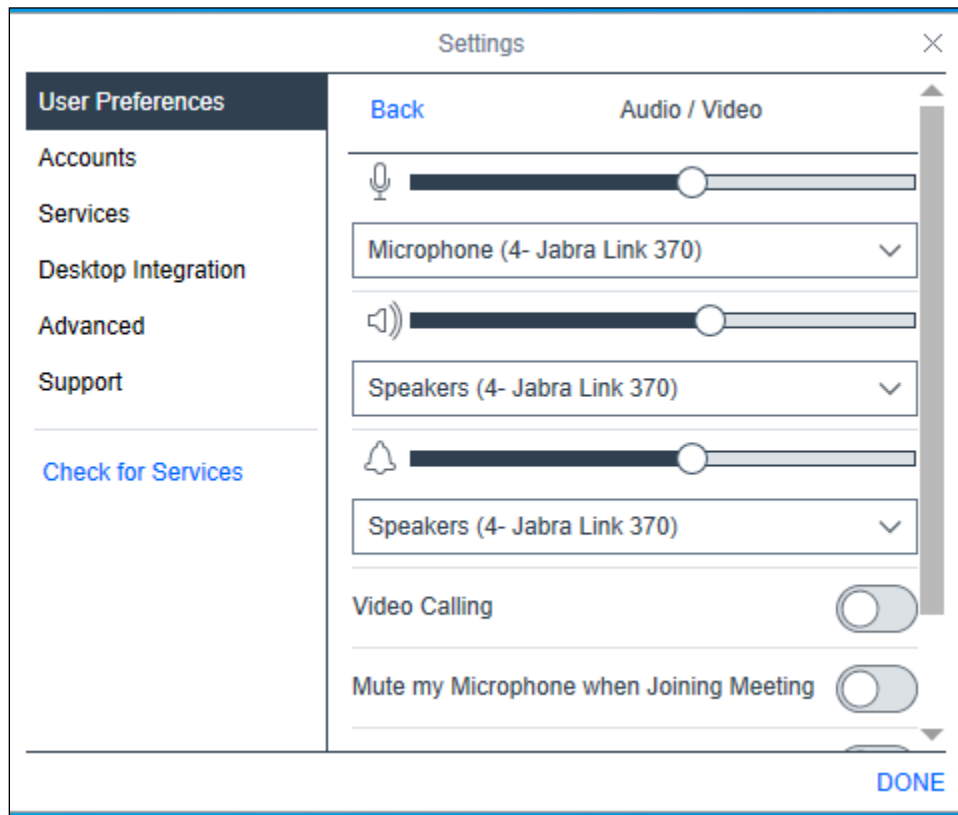 Settings
User Preferences
Accounts
Services
Desktop Integration
Advanced
Support
Check for Services
Back
Audio / Video
Microphone (4- Jabra Link 370)
Speakers (4- Jabra Link 370)
Speakers (4- Jabra Link 370)
Video Calling
Mute my Microphone when Joining Meeting
DONE